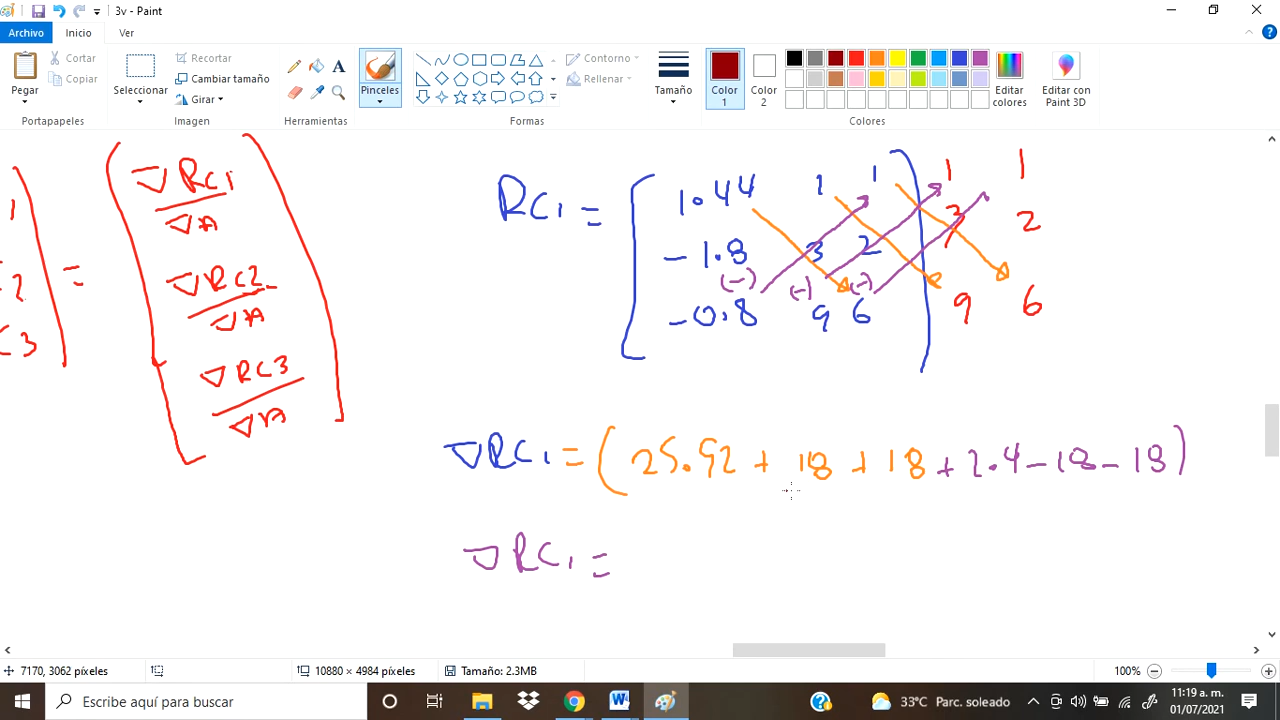 3v - Paint
Archivo Inicio Ver
Pegar
Cortar
Copiar
Portapapeles
Seleccionar
Recortar
Cambiar tamaño
Girar
Imagen
A
Herramientas
Pinceles
Contorno
Rellenar
Formas
Tamaño
Color 1
Color 2
Editar colores
Editar con Paint 3D
Colores
1
2
C3
=
▽RC1
▽A
▽RC2
▽A
▽RC3
▽A
RC1 =
1.44 1 1 1 1
-1.8 3 2 3 2
(-) (-) (-)
-0.8 9 6 9 6
▽RC1 = (25.92 + 18 + 18 + 2.4 - 18 - 18)
▽RC1 =
7170, 3062 píxeles
10880 × 4984 píxeles
Tamaño: 2.3MB
100%
Escribe aquí para buscar
33°C Parc. soleado
11:19 a. m.
01/07/2021